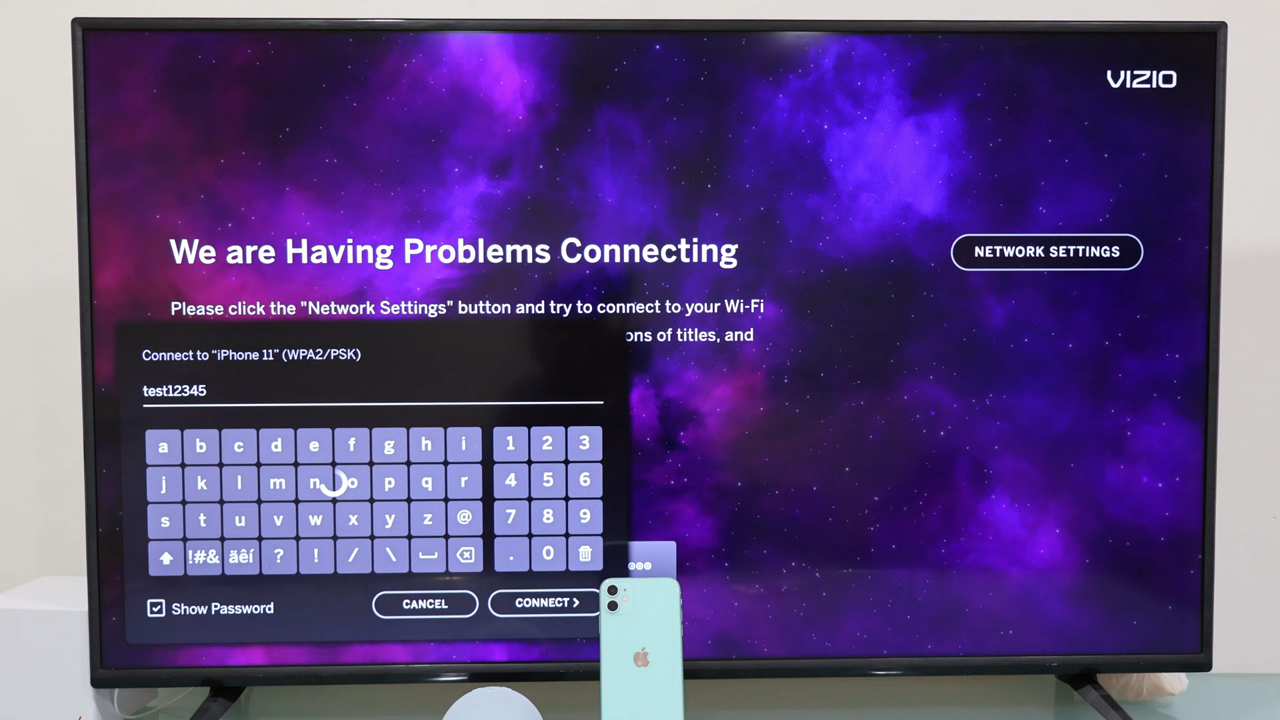 VIZIO
We are Having Problems Connecting
NETWORK SETTINGS
Please click the "Network Settings" button and try to connect to your Wi-Fi
ons of titles, and
Connect to “iPhone 11” (WPA2/PSK)
test12345
a b c d e f g h i 1 2 3
j k l m n o p q r 4 5 6
s t u v w x y z @ 7 8 9
!#& äêí ? ! / \ . 0
Show Password
CANCEL
CONNECT >